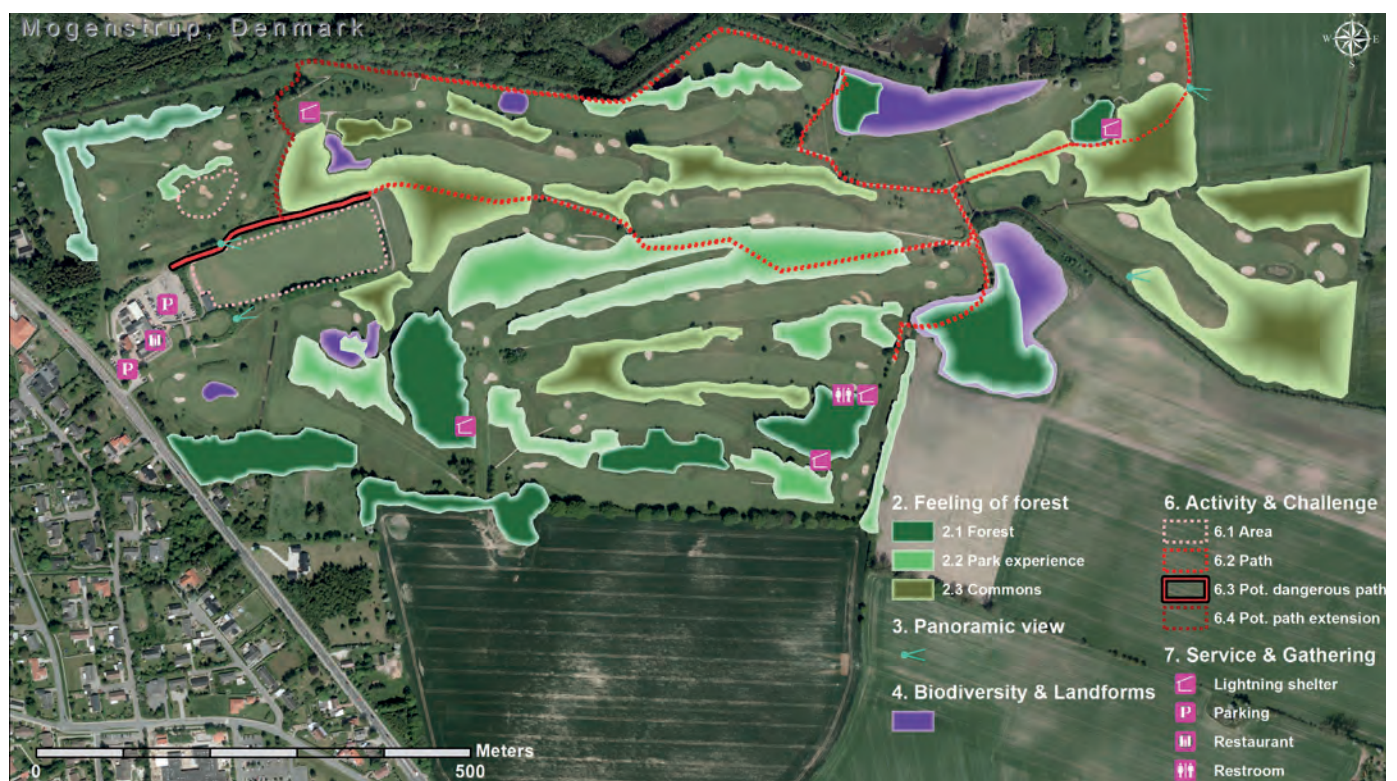 Mogenstrup, Denmark
N
W E
S
P
P
2. Feeling of forest
2.1 Forest
2.2 Park experience
2.3 Commons
3. Panoramic view
4. Biodiversity & Landforms
6. Activity & Challenge
6.1 Area
6.2 Path
6.3 Pot. dangerous path
6.4 Pot. path extension
7. Service & Gathering
Lightning shelter
P Parking
Restaurant
Restroom
Meters
0 500